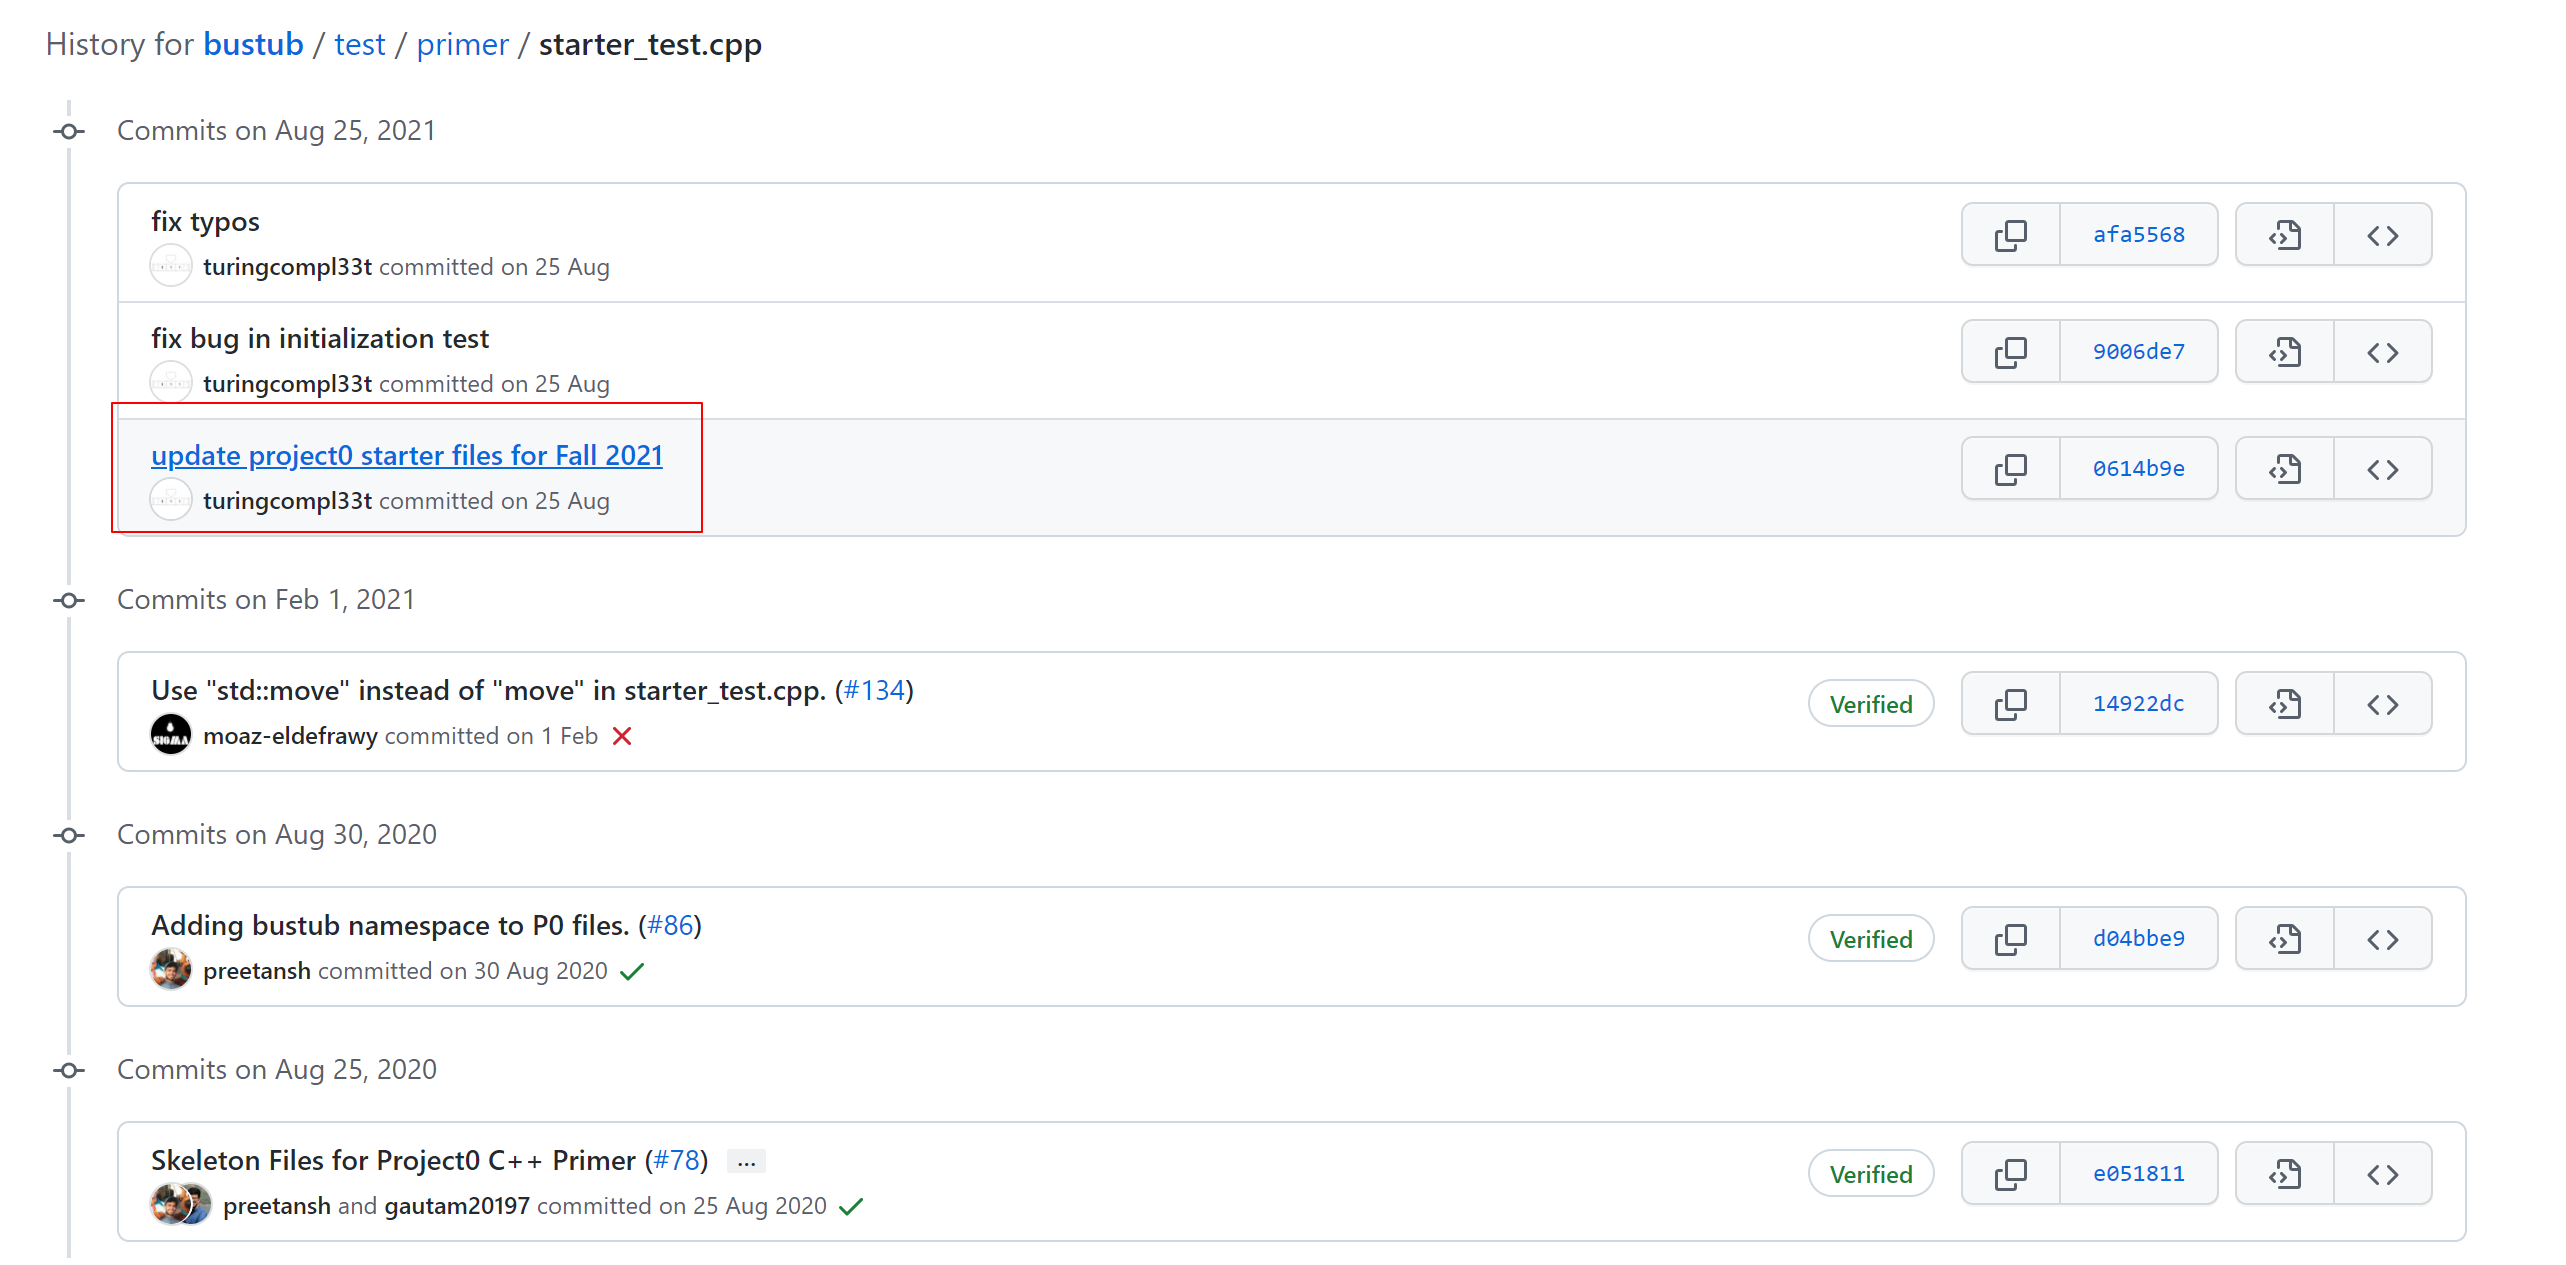 History for bustub / test / primer / starter_test.cpp
Commits on Aug 25, 2021
fix typos
afa5568
turingcompl33t committed on 25 Aug
fix bug in initialization test
9006de7
turingcompl33t committed on 25 Aug
update project0 starter files for Fall 2021
0614b9e
turingcompl33t committed on 25 Aug
Commits on Feb 1, 2021
Use "std::move" instead of "move" in starter_test.cpp. (#134)
Verified
14922dc
moaz-eldefrawy committed on 1 Feb
SIGMA
Commits on Aug 30, 2020
Adding bustub namespace to P0 files. (#86)
Verified
d04bbe9
preetansh committed on 30 Aug 2020
Commits on Aug 25, 2020
Skeleton Files for Project0 C++ Primer (#78) ...
Verified
e051811
preetansh and gautam20197 committed on 25 Aug 2020